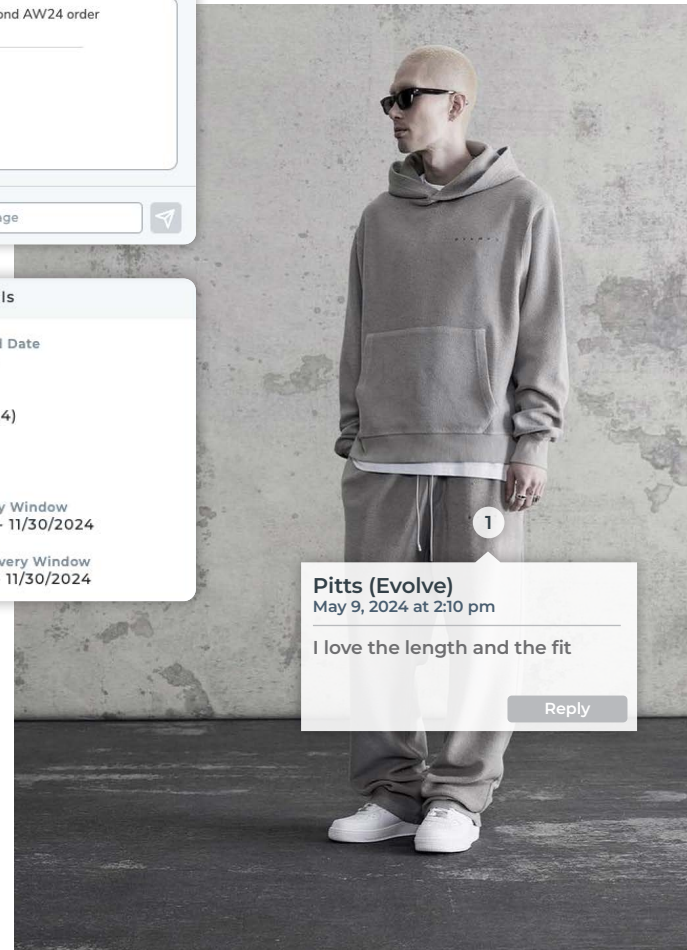 ond AW24 order
ge
ls
Date
4)
Window
- 11/30/2024
very Window
11/30/2024
1
Pitts (Evolve)
May 9, 2024 at 2:10 pm
I love the length and the fit
Reply